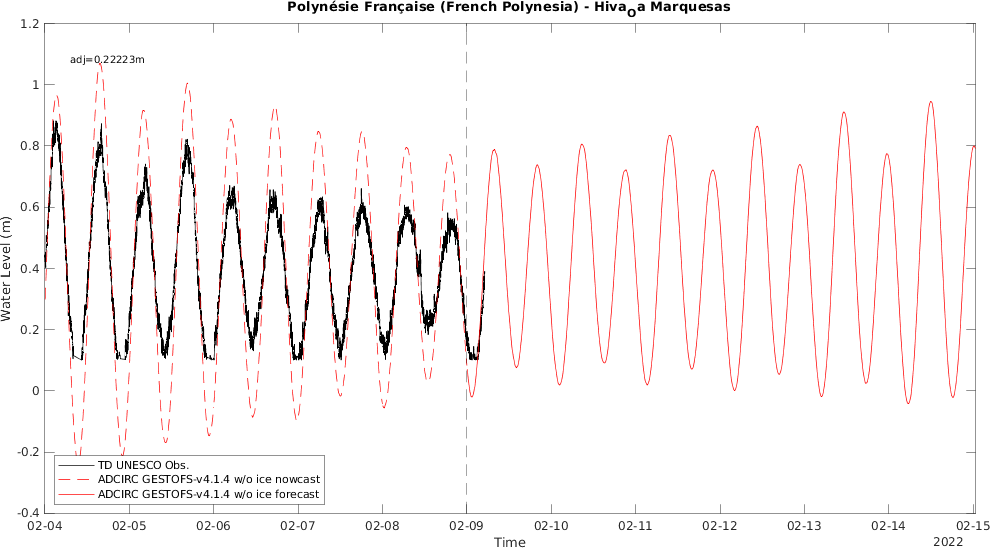 Polynésie Française (French Polynesia) - HivaOa Marquesas
1.2
1
0.8
0.6
0.4
0.2
0
-0.2
-0.4
Water Level (m)
adj=0.22223m
TD UNESCO Obs.
ADCIRC GESTOFS-v4.1.4 w/o ice nowcast
ADCIRC GESTOFS-v4.1.4 w/o ice forecast
02-04 02-05 02-06 02-07 02-08 02-09 02-10 02-11 02-12 02-13 02-14 02-15
Time
2022